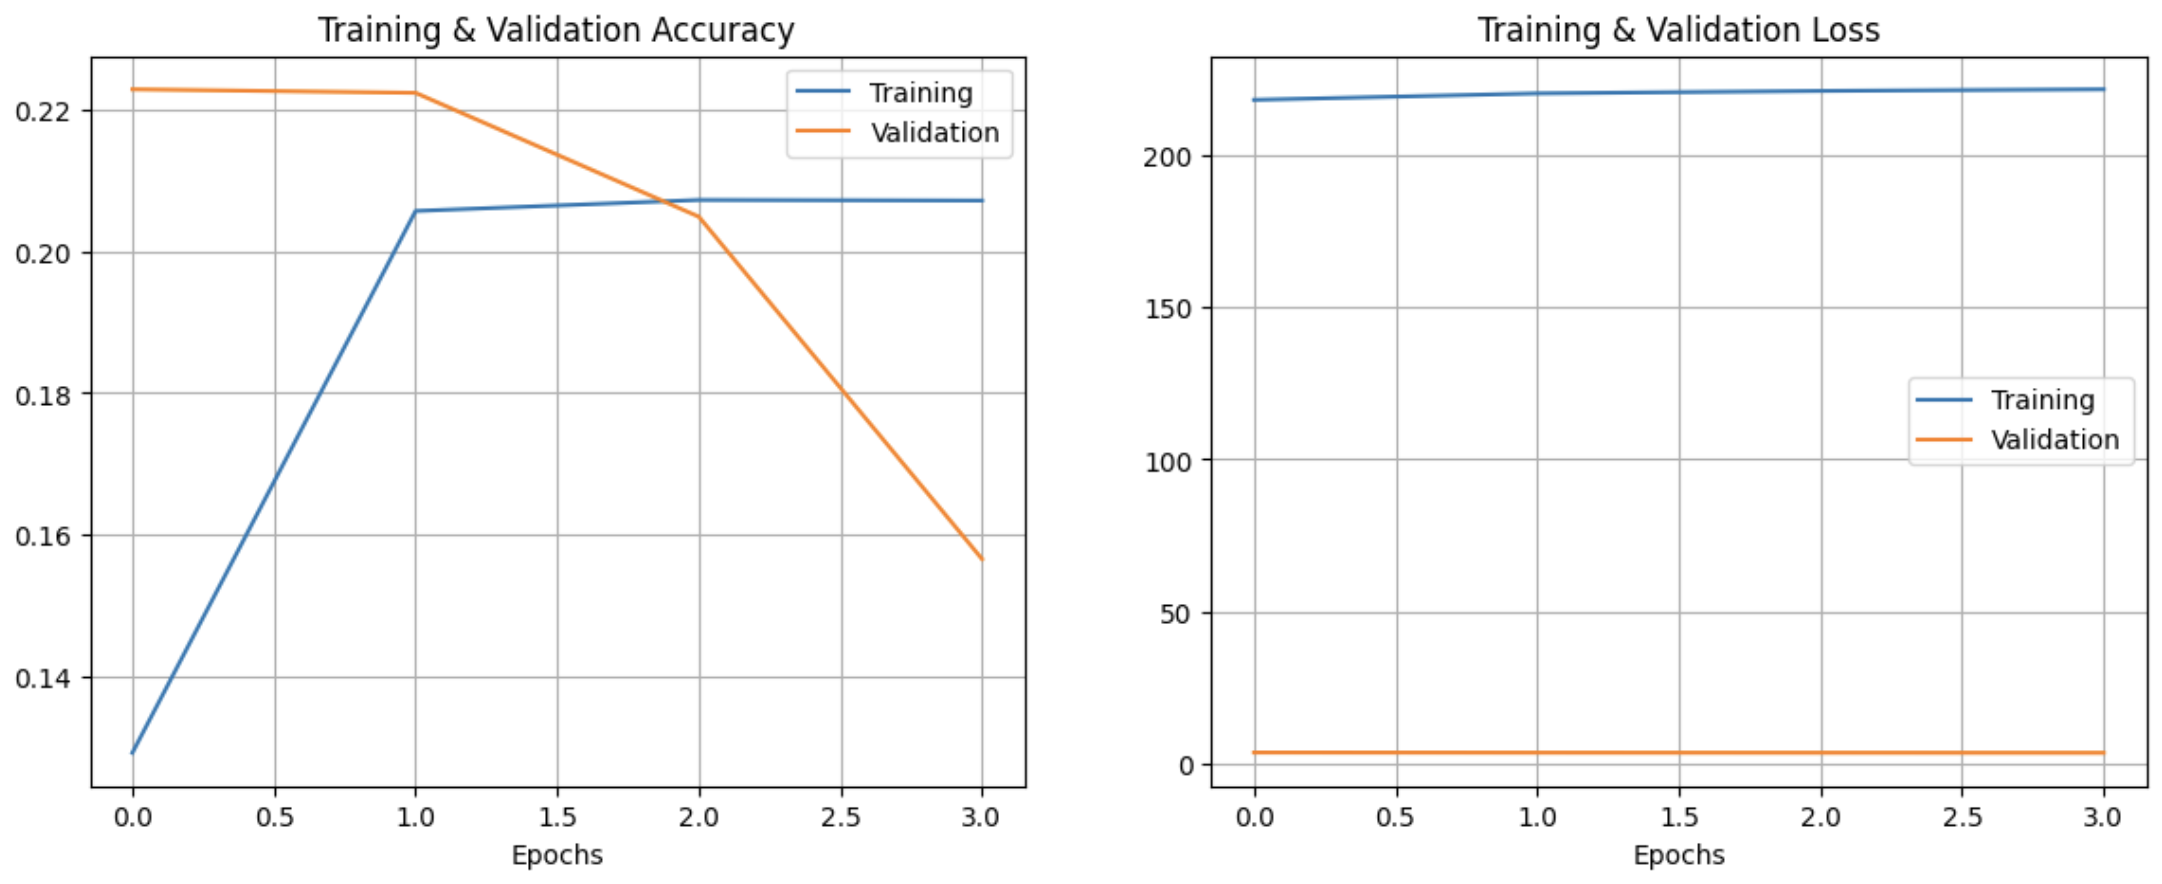 Training & Validation Accuracy
0.22
0.20
0.18
0.16
0.14
0.0 0.5 1.0 1.5 2.0 2.5 3.0
Epochs
Training
Validation
Training & Validation Loss
200
150
100
50
0
0.0 0.5 1.0 1.5 2.0 2.5 3.0
Epochs
Training
Validation